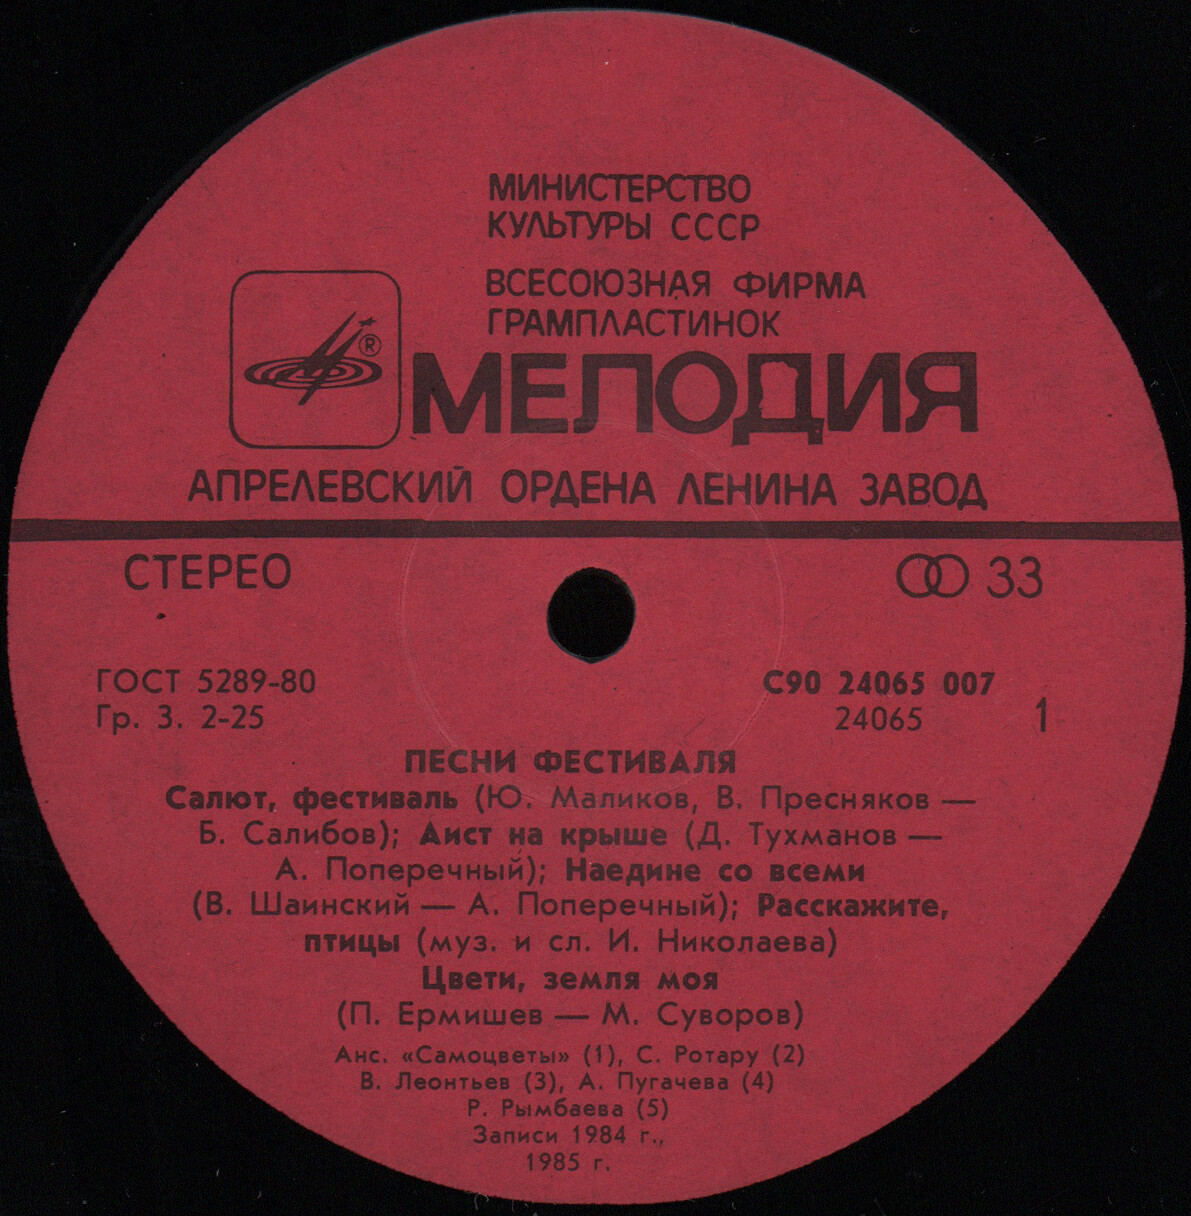 МИНИСТЕРСТВО
КУЛЬТУРЫ СССР
ВСЕСОЮЗНАЯ ФИРМА
ГРАМПЛАСТИНОК
®
МЕЛОДИЯ
АПРЕЛЕВСКИЙ ОРДЕНА ЛЕНИНА ЗАВОД
СТЕРЕО
33
ГОСТ 5289-80
Гр. 3. 2-25
С90 24065 007
24065
1
ПЕСНИ ФЕСТИВАЛЯ
Салют, фестиваль (Ю. Маликов, В. Пресняков —
Б. Салибов); Аист на крыше (Д. Тухманов —
А. Поперечный); Наедине со всеми
(В. Шаинский — А. Поперечный); Расскажите,
птицы (муз. и сл. И. Николаева)
Цвети, земля моя
(П. Ермишев — М. Суворов)
Анс. «Самоцветы» (1), С. Ротару (2)
В. Леонтьев (3), А. Пугачева (4)
Р. Рымбаева (5)
Записи 1984 г.,
1985 г.